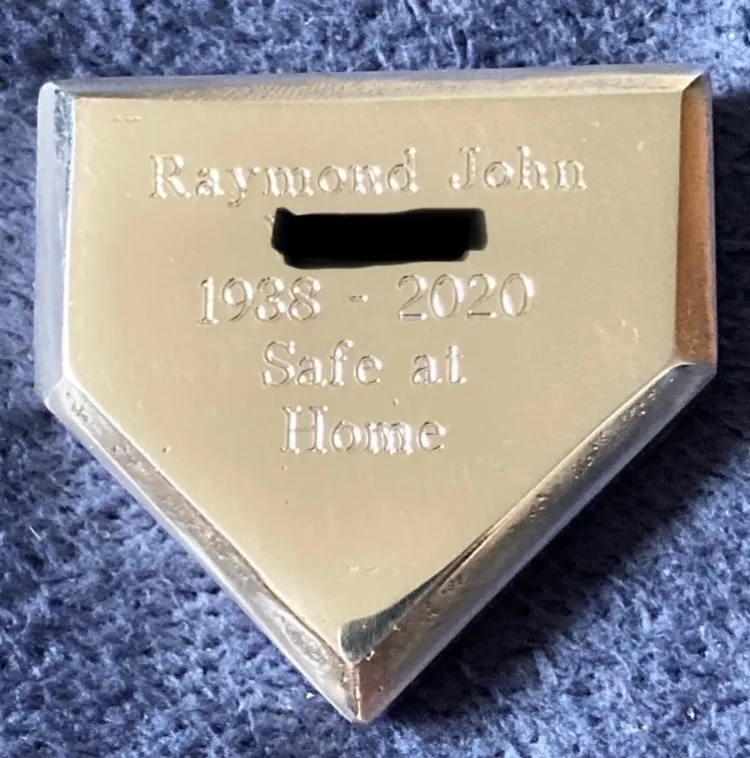 Raymond John
1938 - 2020
Safe at
Home